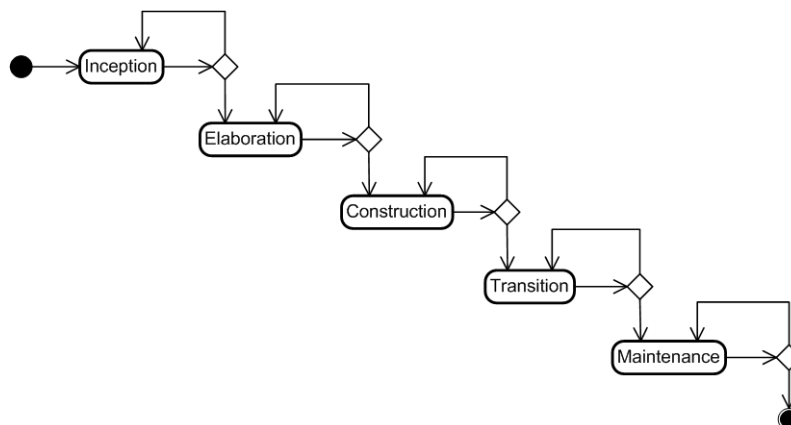 Inception
Elaboration
Construction
Transition
Maintenance